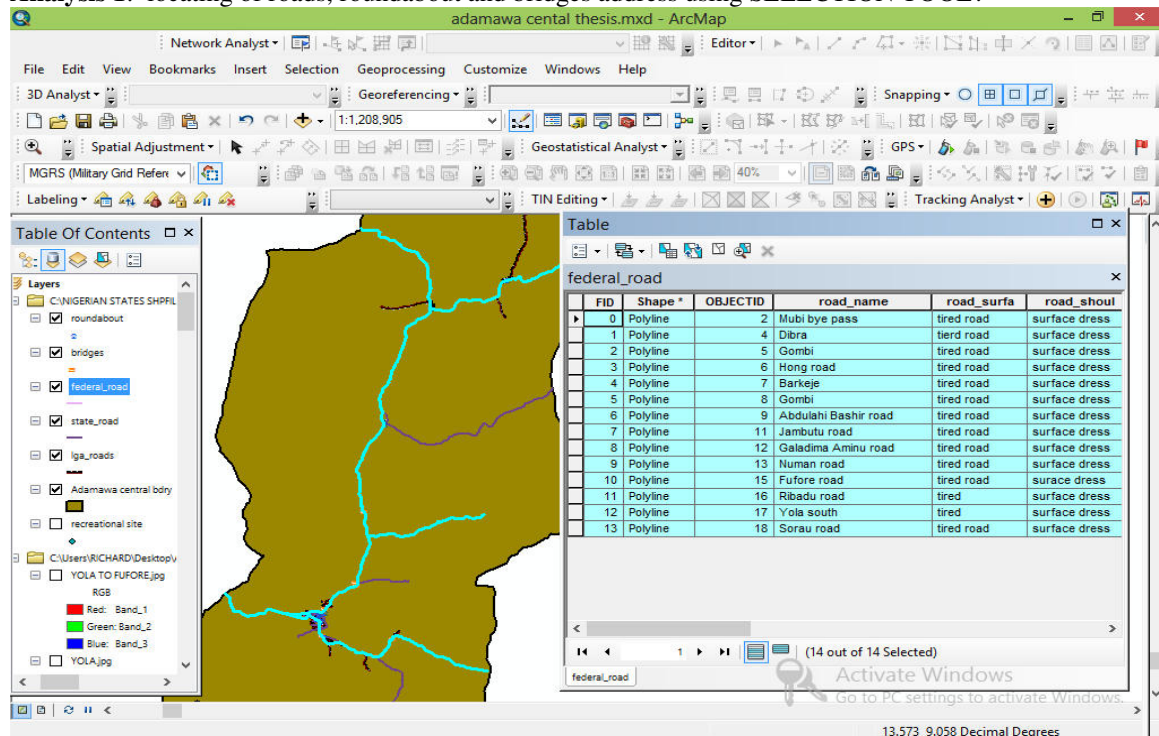 Analysis 1: locating of roads, roundabout and bridges address using SELECTION TOOL.
adamawa cental thesis.mxd - ArcMap
Network Analyst
Editor
File Edit View Bookmarks Insert Selection Geoprocessing Customize Windows Help
3D Analyst Georeferencing Snapping
1:1,208,905
Spatial Adjustment Geostatistical Analyst GPS
MGRS (Military Grid Refere 40%
Labeling TIN Editing Tracking Analyst
Table Of Contents
Layers
C:\NIGERIAN STATES SHPFIL
roundabout
bridges
federal_road
state_road
lga_roads
Adamawa central bdry
recreational site
C:\Users\RICHARD\Desktop\
YOLA TO FUFORE.jpg
RGB
Red: Band_1
Green: Band_2
Blue: Band_3
YOLA.jpg
Table
federal_road
FID Shape * OBJECTID road_name road_surfa road_shoul
0 Polyline 2 Mubi bye pass tired road surface dress
1 Polyline 4 Dibra tierd road surface dress
2 Polyline 5 Gombi tired road surface dress
3 Polyline 6 Hong road tired road surface dress
4 Polyline 7 Barkeje tired road surface dress
5 Polyline 8 Gombi tired road surface dress
6 Polyline 9 Abdulahi Bashir road tired road surface dress
7 Polyline 11 Jambutu road tired road surface dress
8 Polyline 12 Galadima Aminu road tired road surface dress
9 Polyline 13 Numan road tired road surface dress
10 Polyline 15 Fufore road tired road surace dress
11 Polyline 16 Ribadu road tired surface dress
12 Polyline 17 Yola south tired surface dress
13 Polyline 18 Sorau road tired road surface dress
1 (14 out of 14 Selected)
federal_road
Activate Windows
Go to PC settings to activate Windows.
13.573 9.058 Decimal Degrees